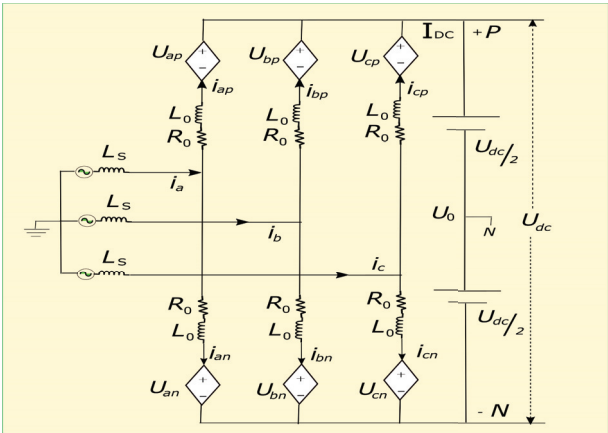 I_DC + P
U_ap + − U_bp + − U_cp + −
i_ap i_bp i_cp
L_0 L_0 L_0
R_0 R_0 R_0
U_dc/2
L_S i_a
L_S i_b U_0 N U_dc
L_S i_c
R_0 R_0 R_0
L_0 L_0 L_0
U_dc/2
i_an i_bn i_cn
U_an + − U_bn + − U_cn + −
- N